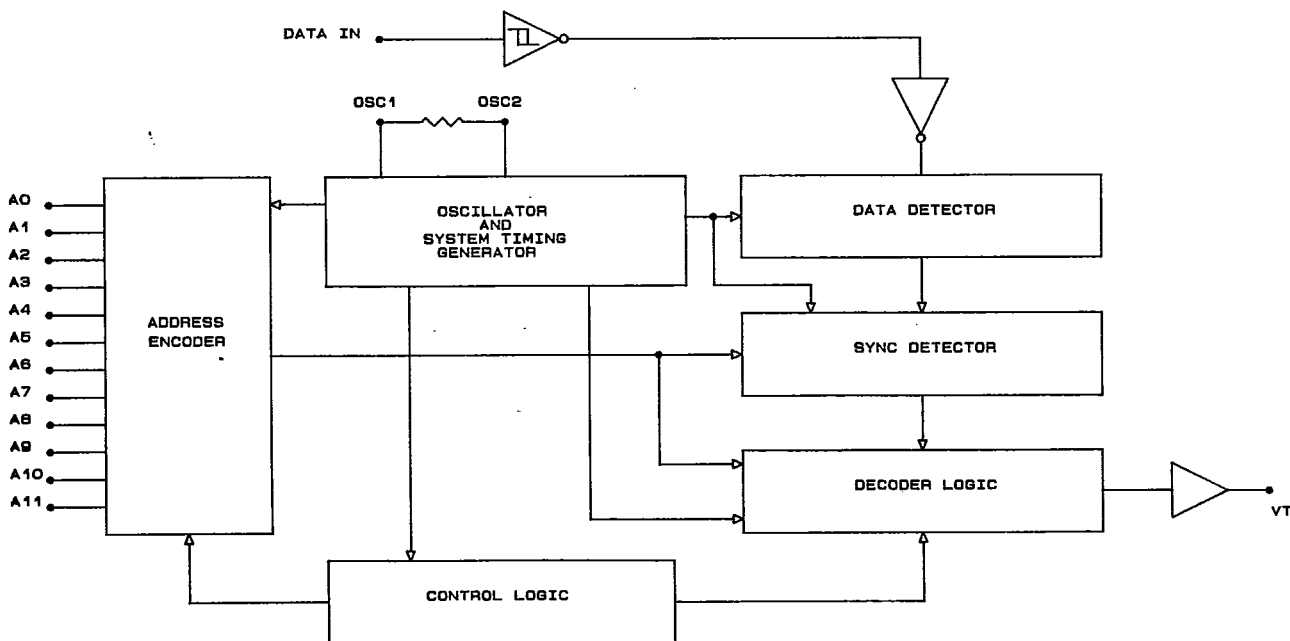 DATA IN
OSC1
OSC2
A0
A1
A2
A3
A4
A5
A6
A7
A8
A9
A10
A11
ADDRESS
ENCODER
OSCILLATOR
AND
SYSTEM TIMING
GENERATOR
DATA DETECTOR
SYNC DETECTOR
DECODER LOGIC
VT
CONTROL LOGIC